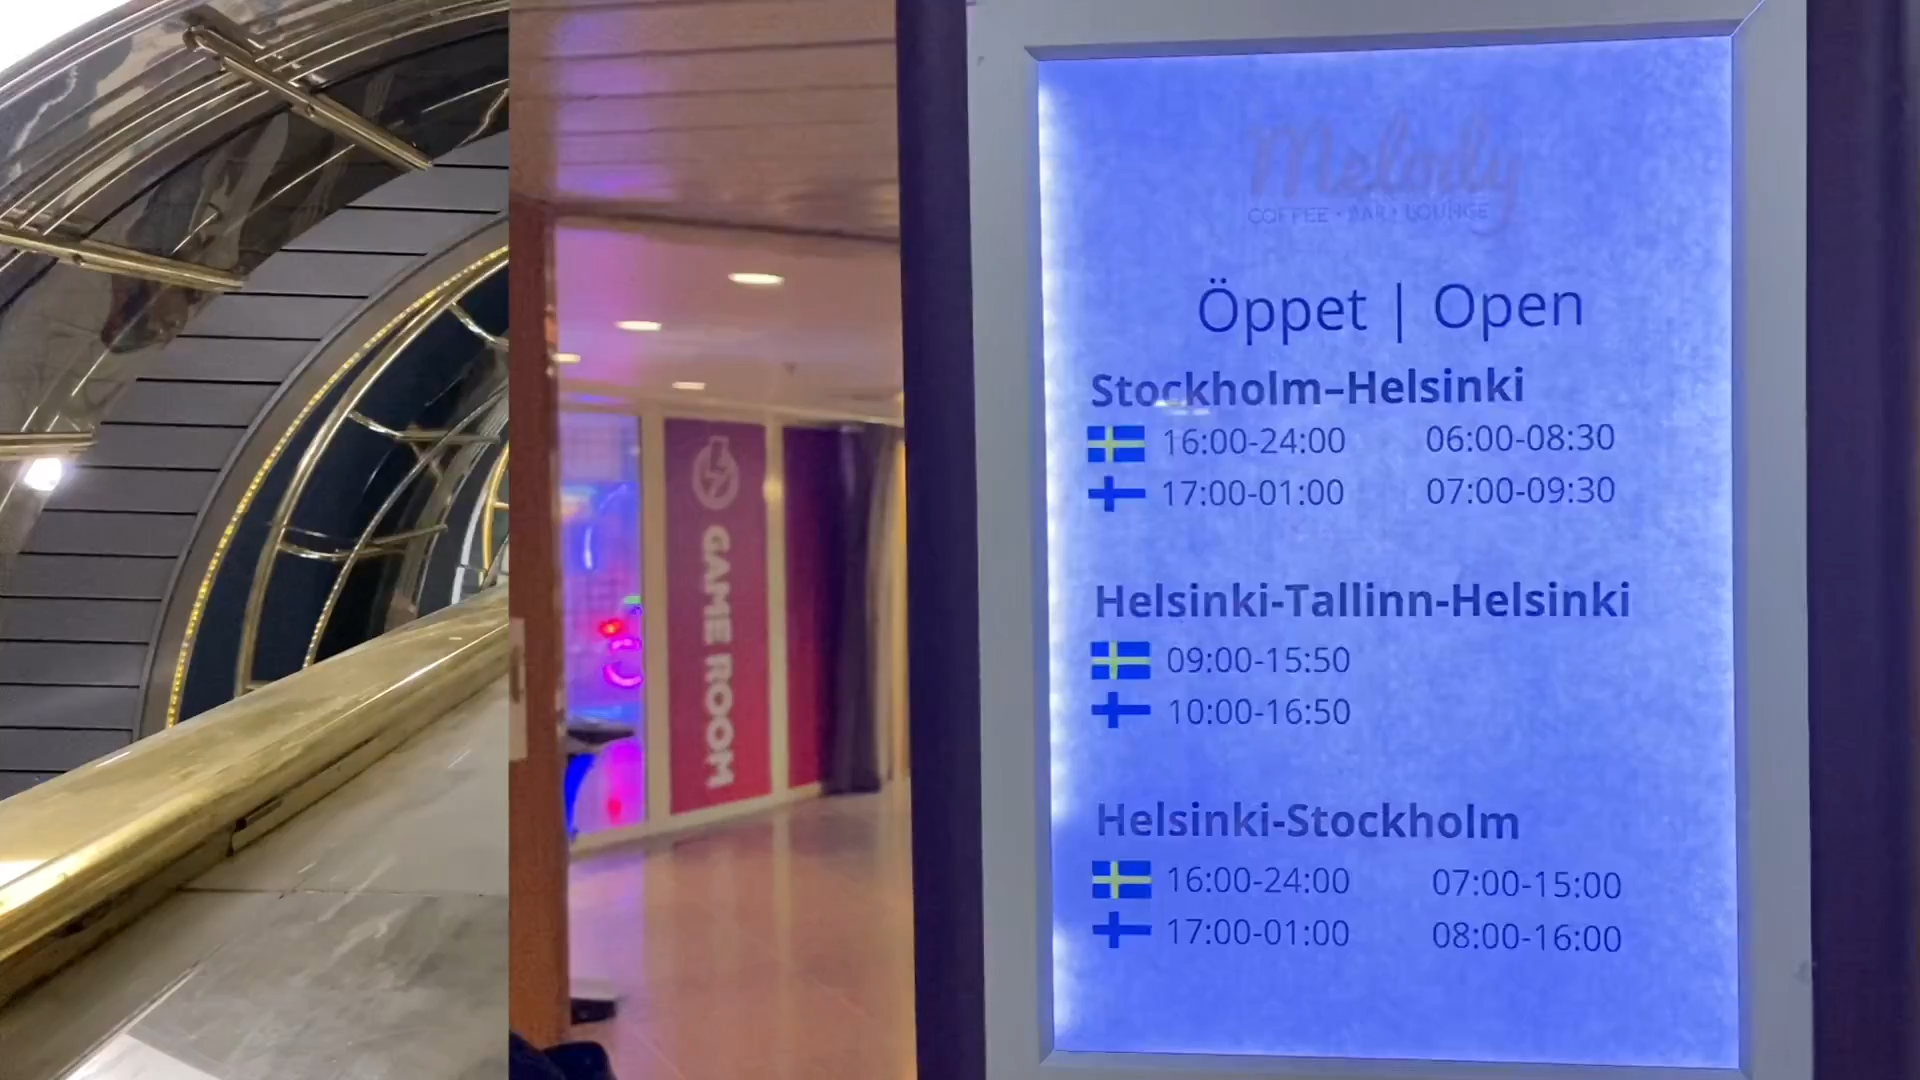 GAME ROOM
Melody
COFFEE • BAR • LOUNGE
Öppet | Open
Stockholm–Helsinki
16:00-24:00 06:00-08:30
17:00-01:00 07:00-09:30
Helsinki-Tallinn-Helsinki
09:00-15:50
10:00-16:50
Helsinki-Stockholm
16:00-24:00 07:00-15:00
17:00-01:00 08:00-16:00